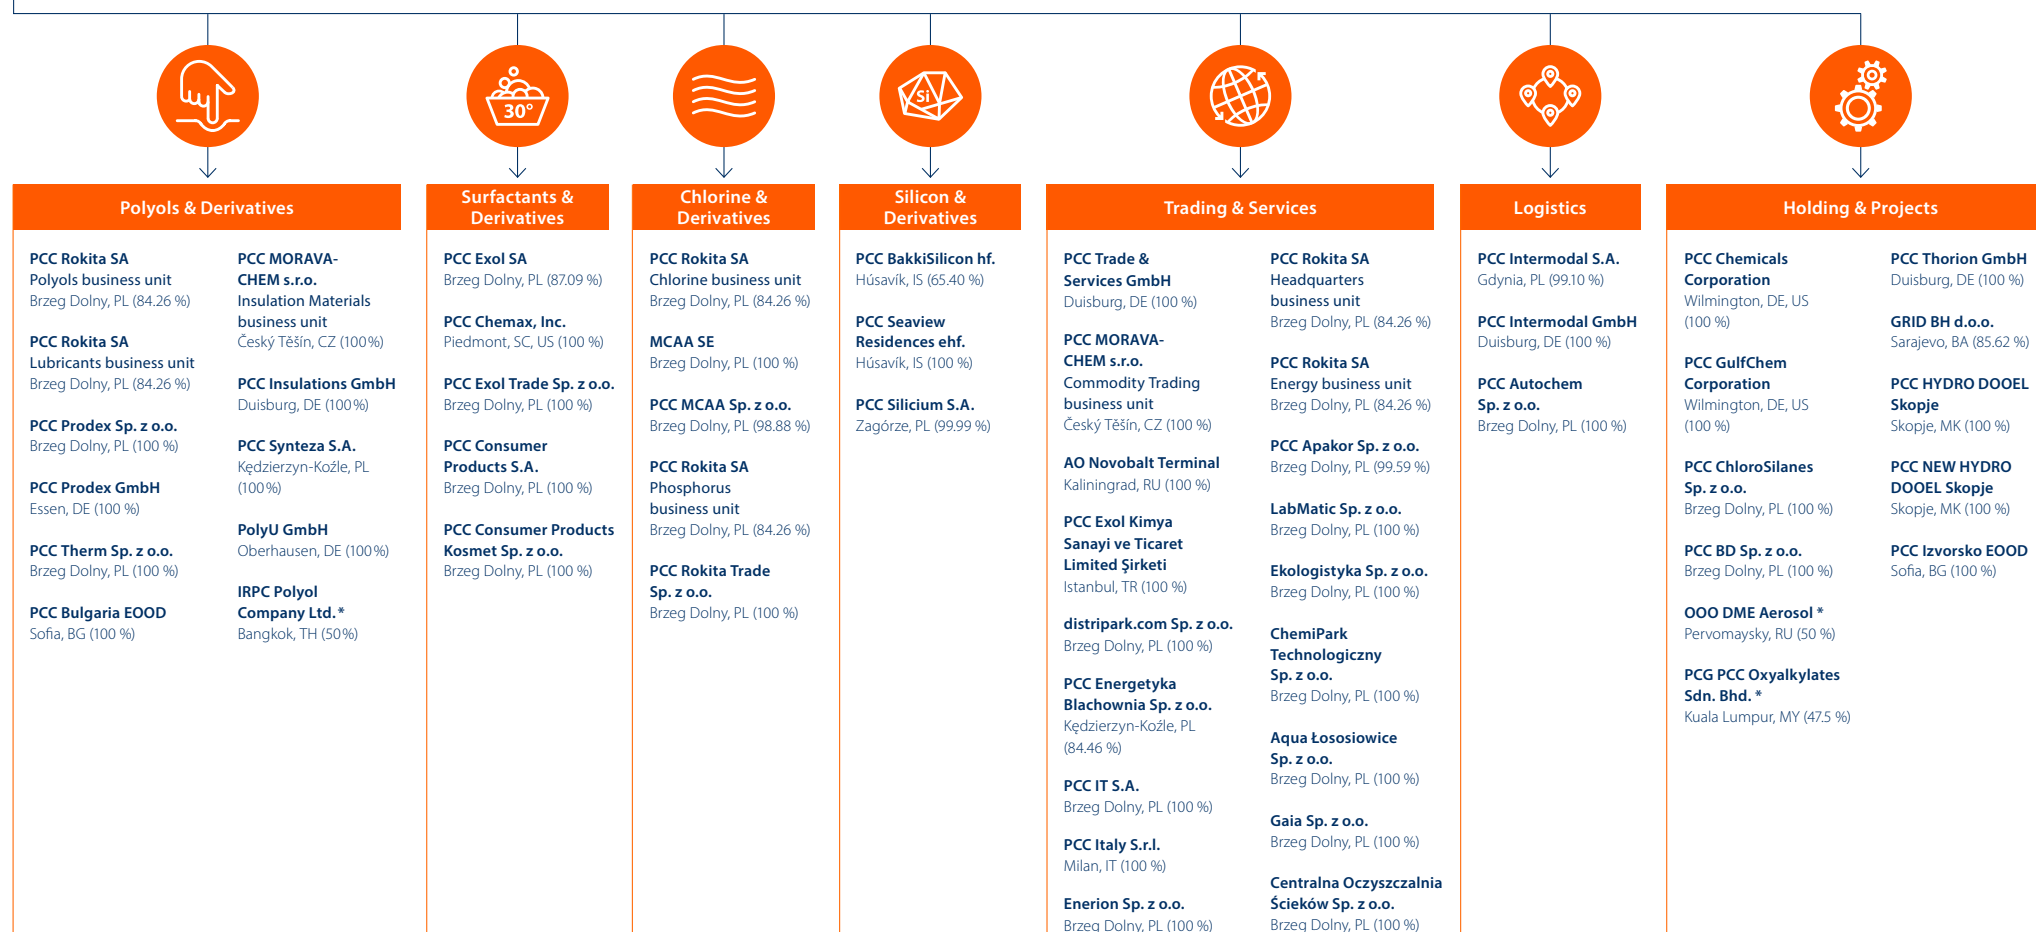 30°
Si
Polyols & Derivatives
PCC Rokita SA
Polyols business unit
Brzeg Dolny, PL (84.26 %)
PCC Rokita SA
Lubricants business unit
Brzeg Dolny, PL (84.26 %)
PCC Prodex Sp. z o.o.
Brzeg Dolny, PL (100 %)
PCC Prodex GmbH
Essen, DE (100 %)
PCC Therm Sp. z o.o.
Brzeg Dolny, PL (100 %)
PCC Bulgaria EOOD
Sofia, BG (100 %)
PCC MORAVA-
CHEM s.r.o.
Insulation Materials
business unit
Český Těšín, CZ (100 %)
PCC Insulations GmbH
Duisburg, DE (100 %)
PCC Synteza S.A.
Kędzierzyn-Koźle, PL
(100 %)
PolyU GmbH
Oberhausen, DE (100 %)
IRPC Polyol
Company Ltd. *
Bangkok, TH (50 %)
Surfactants &
Derivatives
PCC Exol SA
Brzeg Dolny, PL (87.09 %)
PCC Chemax, Inc.
Piedmont, SC, US (100 %)
PCC Exol Trade Sp. z o.o.
Brzeg Dolny, PL (100 %)
PCC Consumer
Products S.A.
Brzeg Dolny, PL (100 %)
PCC Consumer Products
Kosmet Sp. z o.o.
Brzeg Dolny, PL (100 %)
Chlorine &
Derivatives
PCC Rokita SA
Chlorine business unit
Brzeg Dolny, PL (84.26 %)
MCAA SE
Brzeg Dolny, PL (100 %)
PCC MCAA Sp. z o.o.
Brzeg Dolny, PL (98.88 %)
PCC Rokita SA
Phosphorus
business unit
Brzeg Dolny, PL (84.26 %)
PCC Rokita Trade
Sp. z o.o.
Brzeg Dolny, PL (100 %)
Silicon &
Derivatives
PCC BakkiSilicon hf.
Húsavík, IS (65.40 %)
PCC Seaview
Residences ehf.
Húsavík, IS (100 %)
PCC Silicium S.A.
Zagórze, PL (99.99 %)
Trading & Services
PCC Trade &
Services GmbH
Duisburg, DE (100 %)
PCC MORAVA-
CHEM s.r.o.
Commodity Trading
business unit
Český Těšín, CZ (100 %)
AO Novobalt Terminal
Kaliningrad, RU (100 %)
PCC Exol Kimya
Sanayi ve Ticaret
Limited Şirketi
Istanbul, TR (100 %)
distripark.com Sp. z o.o.
Brzeg Dolny, PL (100 %)
PCC Energetyka
Blachownia Sp. z o.o.
Kędzierzyn-Koźle, PL
(84.46 %)
PCC IT S.A.
Brzeg Dolny, PL (100 %)
PCC Italy S.r.l.
Milan, IT (100 %)
Enerion Sp. z o.o.
Brzeg Dolny, PL (100 %)
PCC Rokita SA
Headquarters
business unit
Brzeg Dolny, PL (84.26 %)
PCC Rokita SA
Energy business unit
Brzeg Dolny, PL (84.26 %)
PCC Apakor Sp. z o.o.
Brzeg Dolny, PL (99.59 %)
LabMatic Sp. z o.o.
Brzeg Dolny, PL (100 %)
Ekologistyka Sp. z o.o.
Brzeg Dolny, PL (100 %)
ChemiPark
Technologiczny
Sp. z o.o.
Brzeg Dolny, PL (100 %)
Aqua Łososiowice
Sp. z o.o.
Brzeg Dolny, PL (100 %)
Gaia Sp. z o.o.
Brzeg Dolny, PL (100 %)
Centralna Oczyszczalnia
Ścieków Sp. z o.o.
Brzeg Dolny, PL (100 %)
Logistics
PCC Intermodal S.A.
Gdynia, PL (99.10 %)
PCC Intermodal GmbH
Duisburg, DE (100 %)
PCC Autochem
Sp. z o.o.
Brzeg Dolny, PL (100 %)
Holding & Projects
PCC Chemicals
Corporation
Wilmington, DE, US
(100 %)
PCC GulfChem
Corporation
Wilmington, DE, US
(100 %)
PCC ChloroSilanes
Sp. z o.o.
Brzeg Dolny, PL (100 %)
PCC BD Sp. z o.o.
Brzeg Dolny, PL (100 %)
OOO DME Aerosol *
Pervomaysky, RU (50 %)
PCG PCC Oxyalkylates
Sdn. Bhd. *
Kuala Lumpur, MY (47.5 %)
PCC Thorion GmbH
Duisburg, DE (100 %)
GRID BH d.o.o.
Sarajevo, BA (85.62 %)
PCC HYDRO DOOEL
Skopje
Skopje, MK (100 %)
PCC NEW HYDRO
DOOEL Skopje
Skopje, MK (100 %)
PCC Izvorsko EOOD
Sofia, BG (100 %)